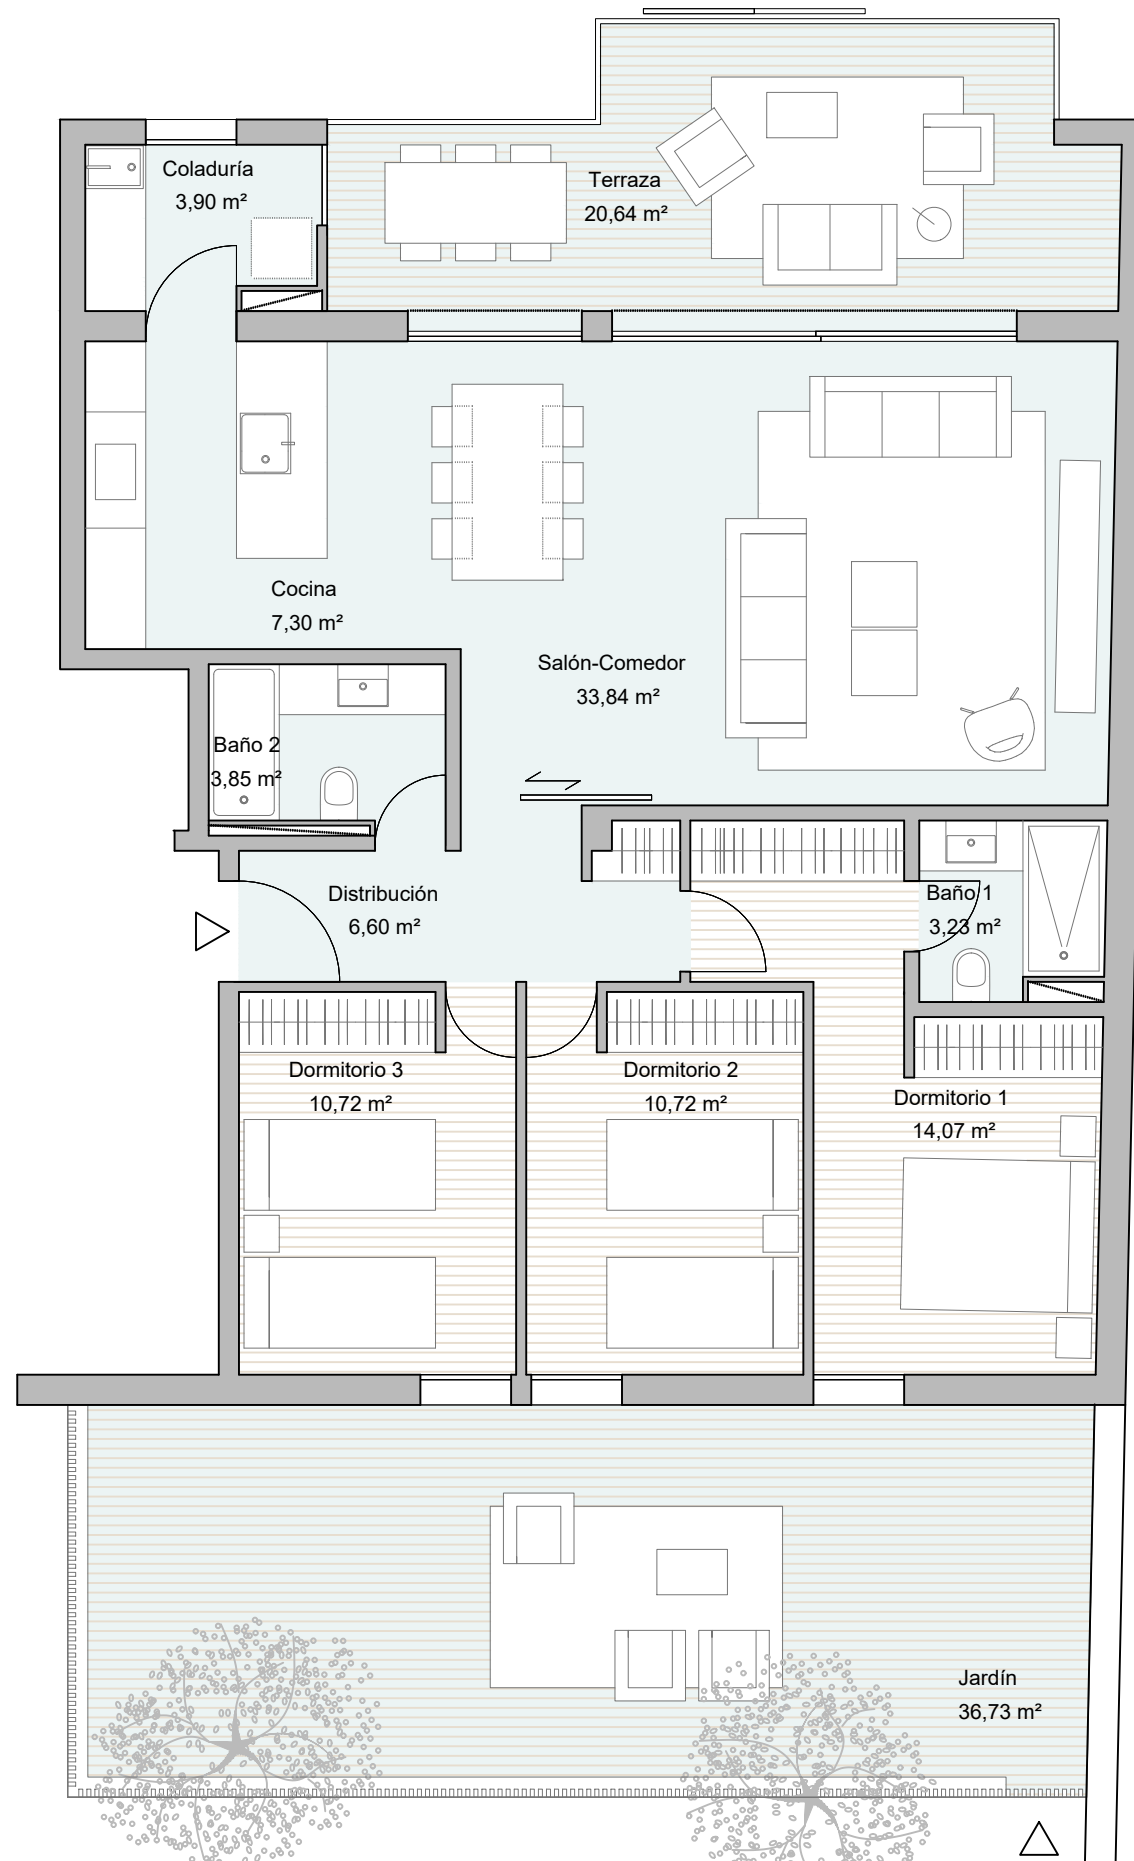 Coladuría
3,90 m²
Terraza
20,64 m²
Cocina
7,30 m²
Salón-Comedor
33,84 m²
Baño 2
3,85 m²
Distribución
6,60 m²
Baño 1
3,23 m²
Dormitorio 3
10,72 m²
Dormitorio 2
10,72 m²
Dormitorio 1
14,07 m²
Jardín
36,73 m²